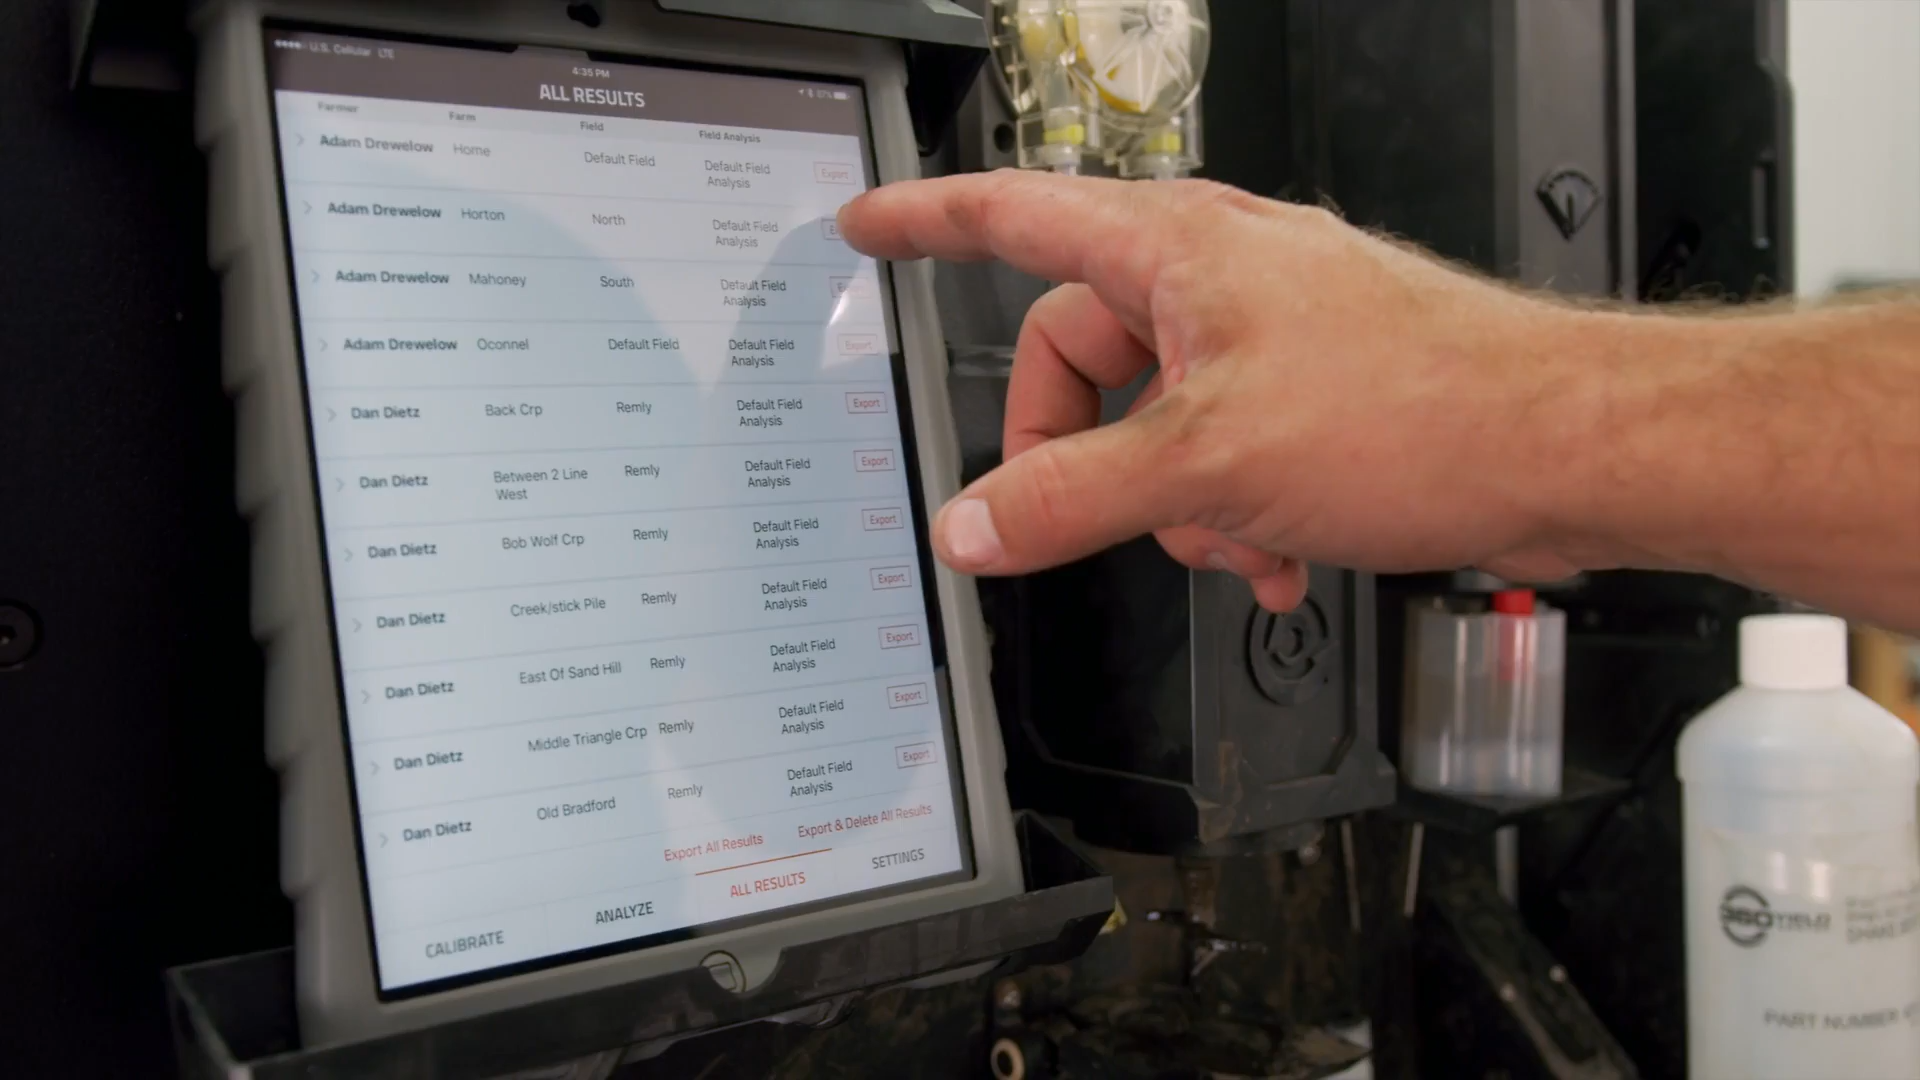 U.S. Cellular LTE
4:35 PM
87%
ALL RESULTS
Farmer Farm Field Field Analysis
Adam Drewelow Home Default Field Default Field Analysis Export
Adam Drewelow Horton North Default Field Analysis
Adam Drewelow Mahoney South Default Field Analysis Export
Adam Drewelow Oconnel Default Field Default Field Analysis Export
Dan Dietz Back Crp Remly Default Field Analysis Export
Dan Dietz Between 2 Line West Remly Default Field Analysis Export
Dan Dietz Bob Wolf Crp Remly Default Field Analysis Export
Dan Dietz Creek/stick Pile Remly Default Field Analysis Export
Dan Dietz East Of Sand Hill Remly Default Field Analysis Export
Dan Dietz Middle Triangle Crp Remly Default Field Analysis Export
Dan Dietz Old Bradford Remly Default Field Analysis Export
Export All Results Export & Delete All Results
CALIBRATE ANALYZE ALL RESULTS SETTINGS
360 YIELD
PART NUMBER